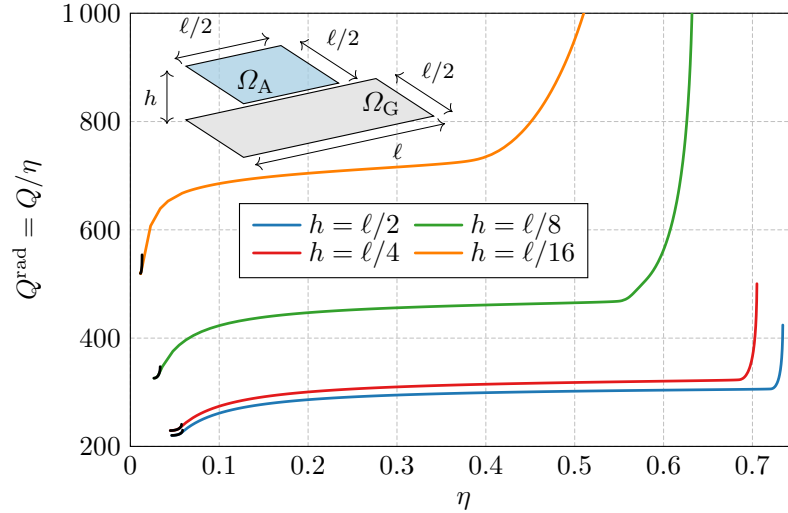 1 000
800
600
400
200
0
0.1
0.2
0.3
0.4
0.5
0.6
0.7
η
Q^rad = Q/η
ℓ/2
ℓ/2
ℓ/2
h
Ω_A
Ω_G
ℓ
h = ℓ/2
h = ℓ/8
h = ℓ/4
h = ℓ/16